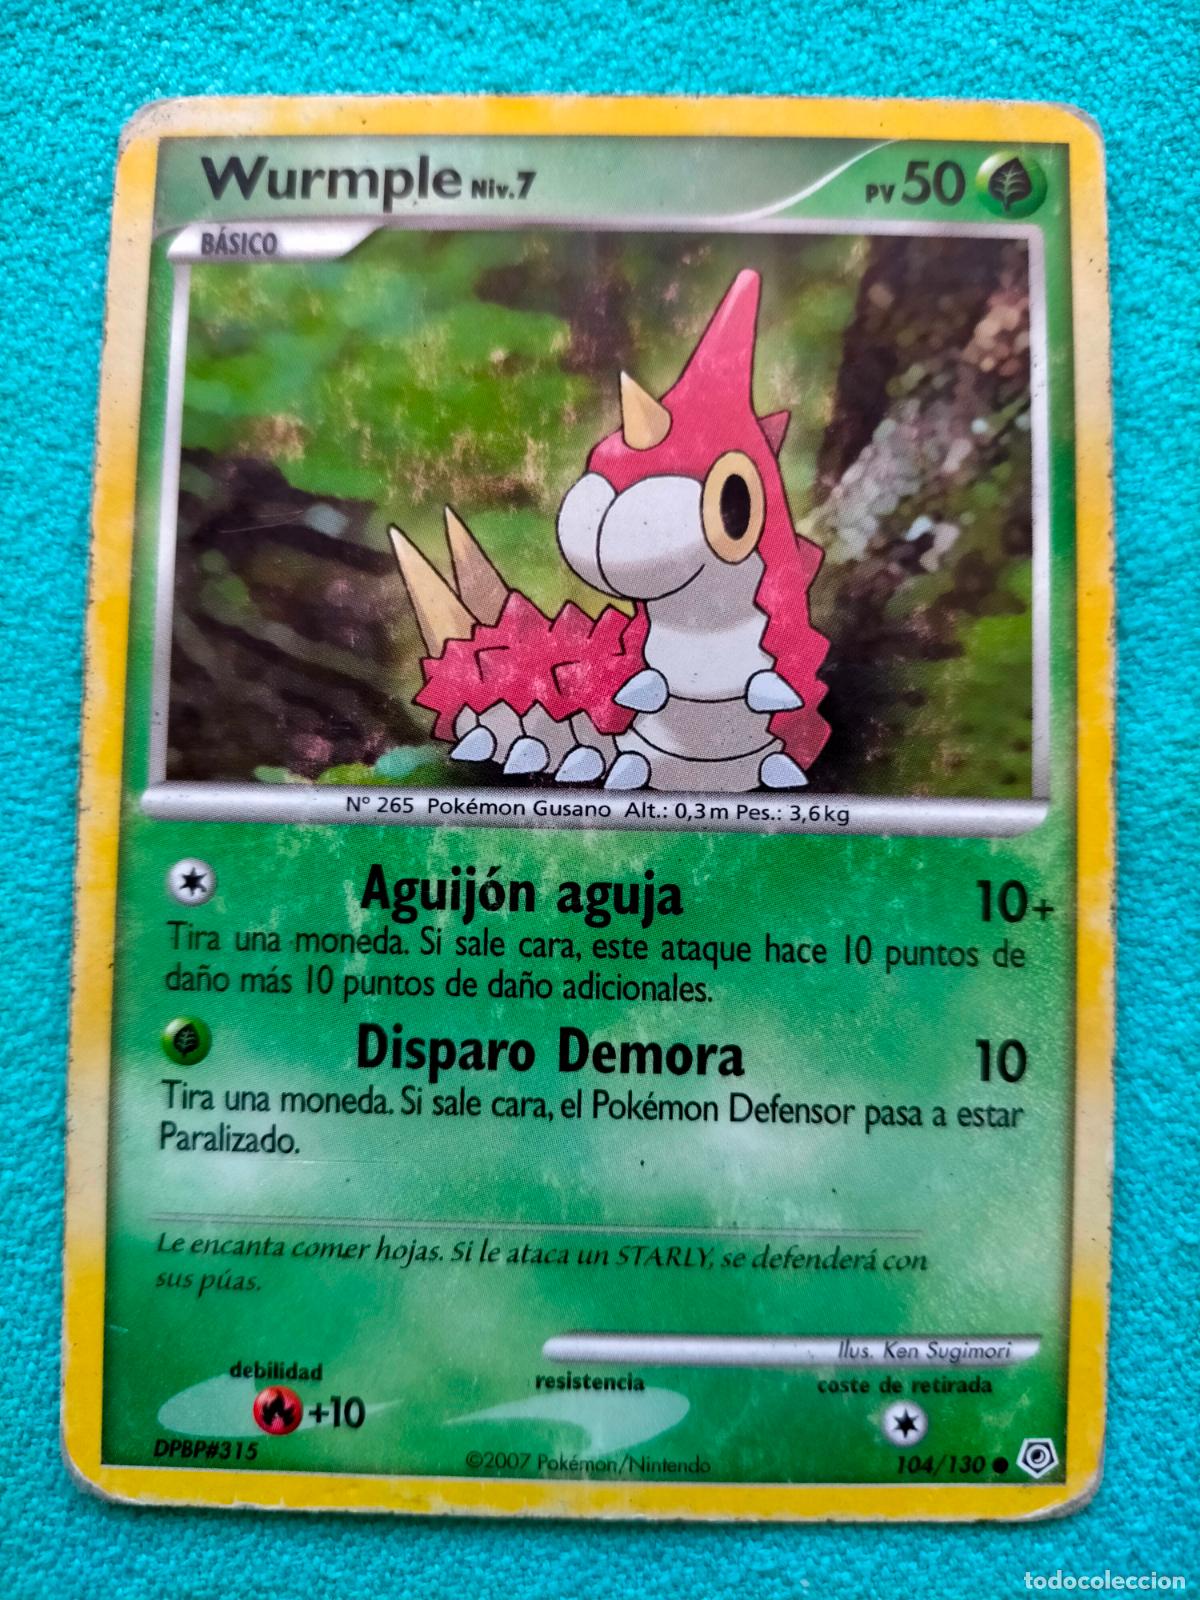 Wurmple Niv.7
PV 50
BÁSICO
Nº 265 Pokémon Gusano Alt.: 0,3 m Pes.: 3,6 kg
Aguijón aguja 10+
Tira una moneda. Si sale cara, este ataque hace 10 puntos de
daño más 10 puntos de daño adicionales.
Disparo Demora 10
Tira una moneda. Si sale cara, el Pokémon Defensor pasa a estar
Paralizado.
Le encanta comer hojas. Si le ataca un STARLY, se defenderá con
sus púas.
Ilus. Ken Sugimori
debilidad resistencia coste de retirada
+10
DPBP#315 ©2007 Pokémon/Nintendo 104/130
todocoleccion